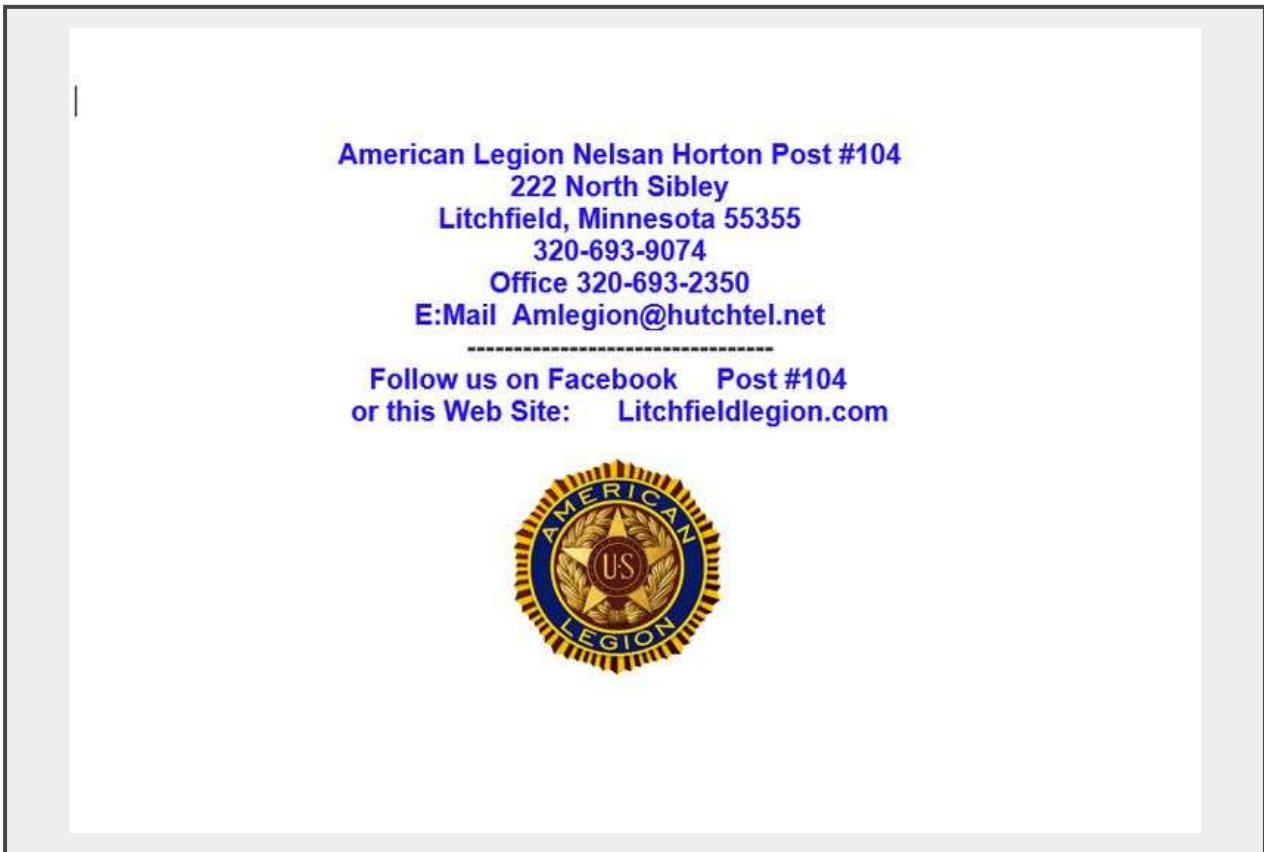 American Legion Nelsan Horton Post #104
222 North Sibley
Litchfield, Minnesota 55355
320-693-9074
Office 320-693-2350
E:Mail  Amlegion@hutchtel.net
---------------------------------
Follow us on Facebook     Post #104
or this Web Site:      Litchfieldlegion.com
AMERICAN
U.S
LEGION